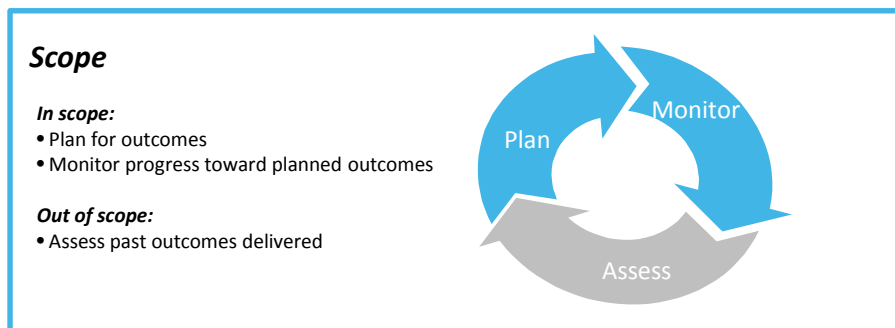 Scope
In scope:
• Plan for outcomes
• Monitor progress toward planned outcomes
Out of scope:
• Assess past outcomes delivered
Plan
Monitor
Assess